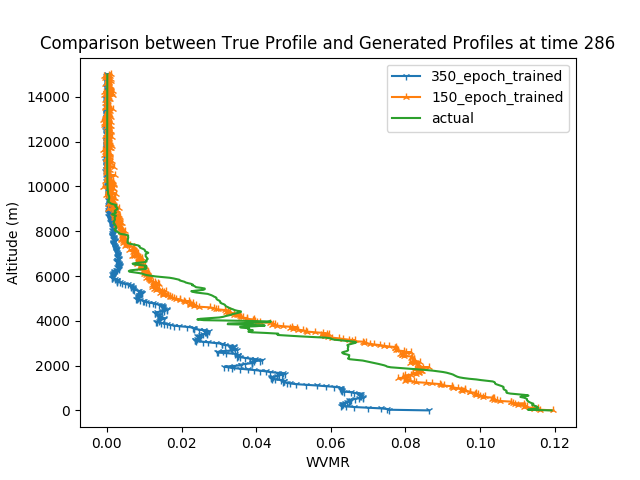 Comparison between True Profile and Generated Profiles at time 286
350_epoch_trained
150_epoch_trained
actual
14000
12000
10000
8000
6000
4000
2000
0
Altitude (m)
0.00 0.02 0.04 0.06 0.08 0.10 0.12
WVMR